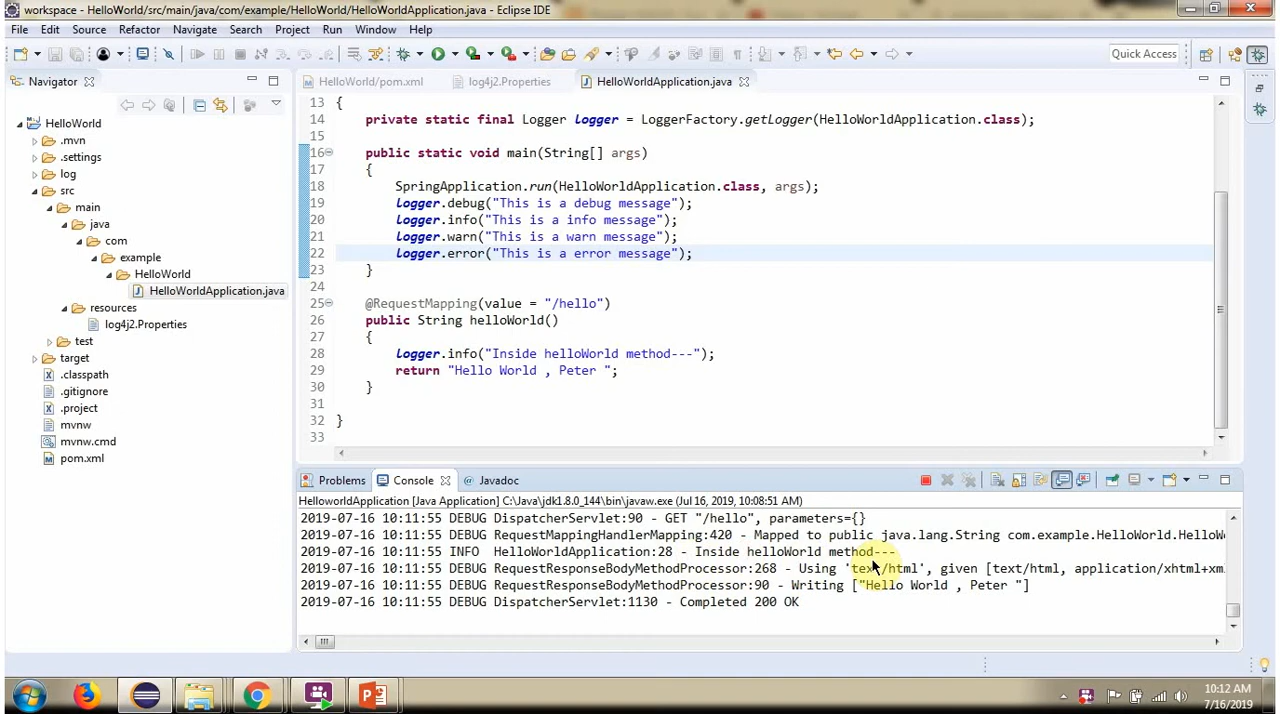 workspace - HelloWorld/src/main/java/com/example/HelloWorld/HelloWorldApplication.java - Eclipse IDE
File Edit Source Refactor Navigate Search Project Run Window Help
Quick Access
Navigator
HelloWorld/pom.xml log4j2.Properties HelloWorldApplication.java
HelloWorld
.mvn
.settings
log
src
main
java
com
example
HelloWorld
HelloWorldApplication.java
resources
log4j2.Properties
test
target
.classpath
.gitignore
.project
mvnw
mvnw.cmd
pom.xml
13 {
14 private static final Logger logger = LoggerFactory.getLogger(HelloWorldApplication.class);
15
16 public static void main(String[] args)
17 {
18 SpringApplication.run(HelloWorldApplication.class, args);
19 logger.debug("This is a debug message");
20 logger.info("This is a info message");
21 logger.warn("This is a warn message");
22 logger.error("This is a error message");
23 }
24
25 @RequestMapping(value = "/hello")
26 public String helloWorld()
27 {
28 logger.info("Inside helloWorld method---");
29 return "Hello World , Peter ";
30 }
31
32 }
33
Problems Console Javadoc
HelloworldApplication [Java Application] C:\Java\jdk1.8.0_144\bin\javaw.exe (Jul 16, 2019, 10:08:51 AM)
2019-07-16 10:11:55 DEBUG DispatcherServlet:90 - GET "/hello", parameters={}
2019-07-16 10:11:55 DEBUG RequestMappingHandlerMapping:420 - Mapped to public java.lang.String com.example.HelloWorld.HelloW
2019-07-16 10:11:55 INFO HelloWorldApplication:28 - Inside helloWorld method---
2019-07-16 10:11:55 DEBUG RequestResponseBodyMethodProcessor:268 - Using 'text/html', given [text/html, application/xhtml+xm
2019-07-16 10:11:55 DEBUG RequestResponseBodyMethodProcessor:90 - Writing ["Hello World , Peter "]
2019-07-16 10:11:55 DEBUG DispatcherServlet:1130 - Completed 200 OK
10:12 AM
7/16/2019